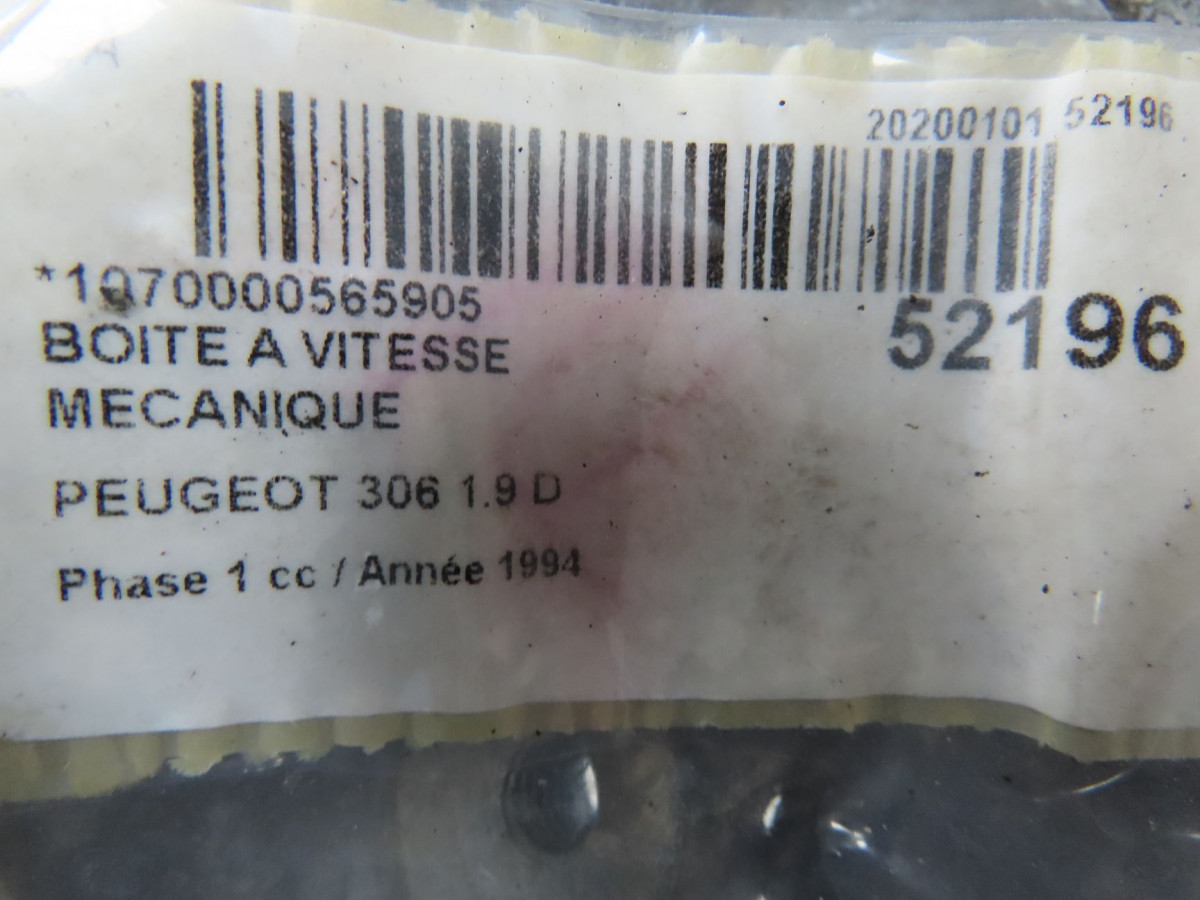 20200101 52196
*1070000565905
52196
BOITE A VITESSE
MECANIQUE
PEUGEOT 306 1.9 D
Phase 1 cc / Année 1994